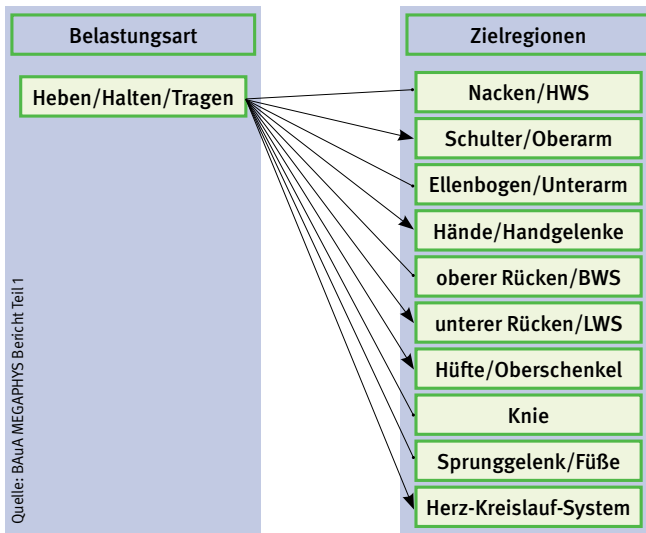 Belastungsart
Heben/Halten/Tragen
Zielregionen
Nacken/HWS
Schulter/Oberarm
Ellenbogen/Unterarm
Hände/Handgelenke
oberer Rücken/BWS
unterer Rücken/LWS
Hüfte/Oberschenkel
Knie
Sprunggelenk/Füße
Herz-Kreislauf-System
Quelle: BAuA MEGAPHYS Bericht Teil 1